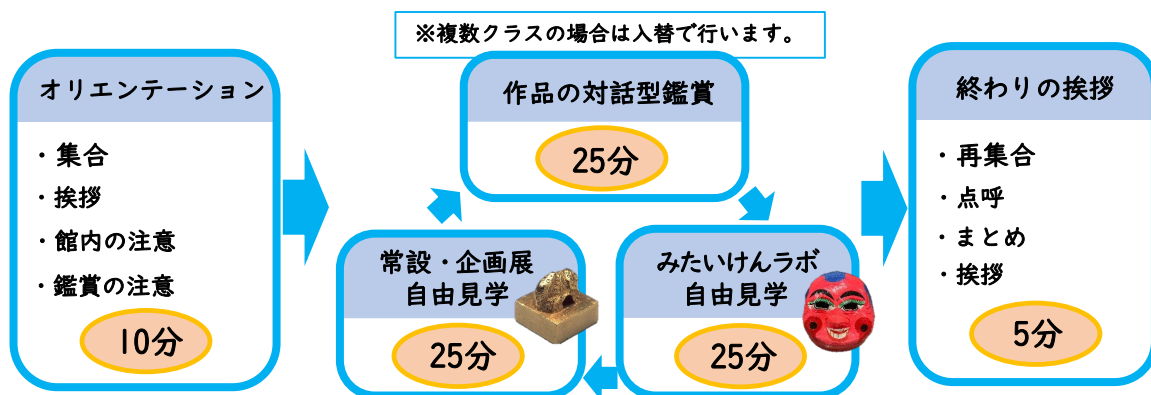 ※複数クラスの場合は入替で行います。
オリエンテーション
・集合
・挨拶
・館内の注意
・鑑賞の注意
10分
作品の対話型鑑賞
25分
常設・企画展
自由見学
25分
みたいけんラボ
自由見学
25分
終わりの挨拶
・再集合
・点呼
・まとめ
・挨拶
5分